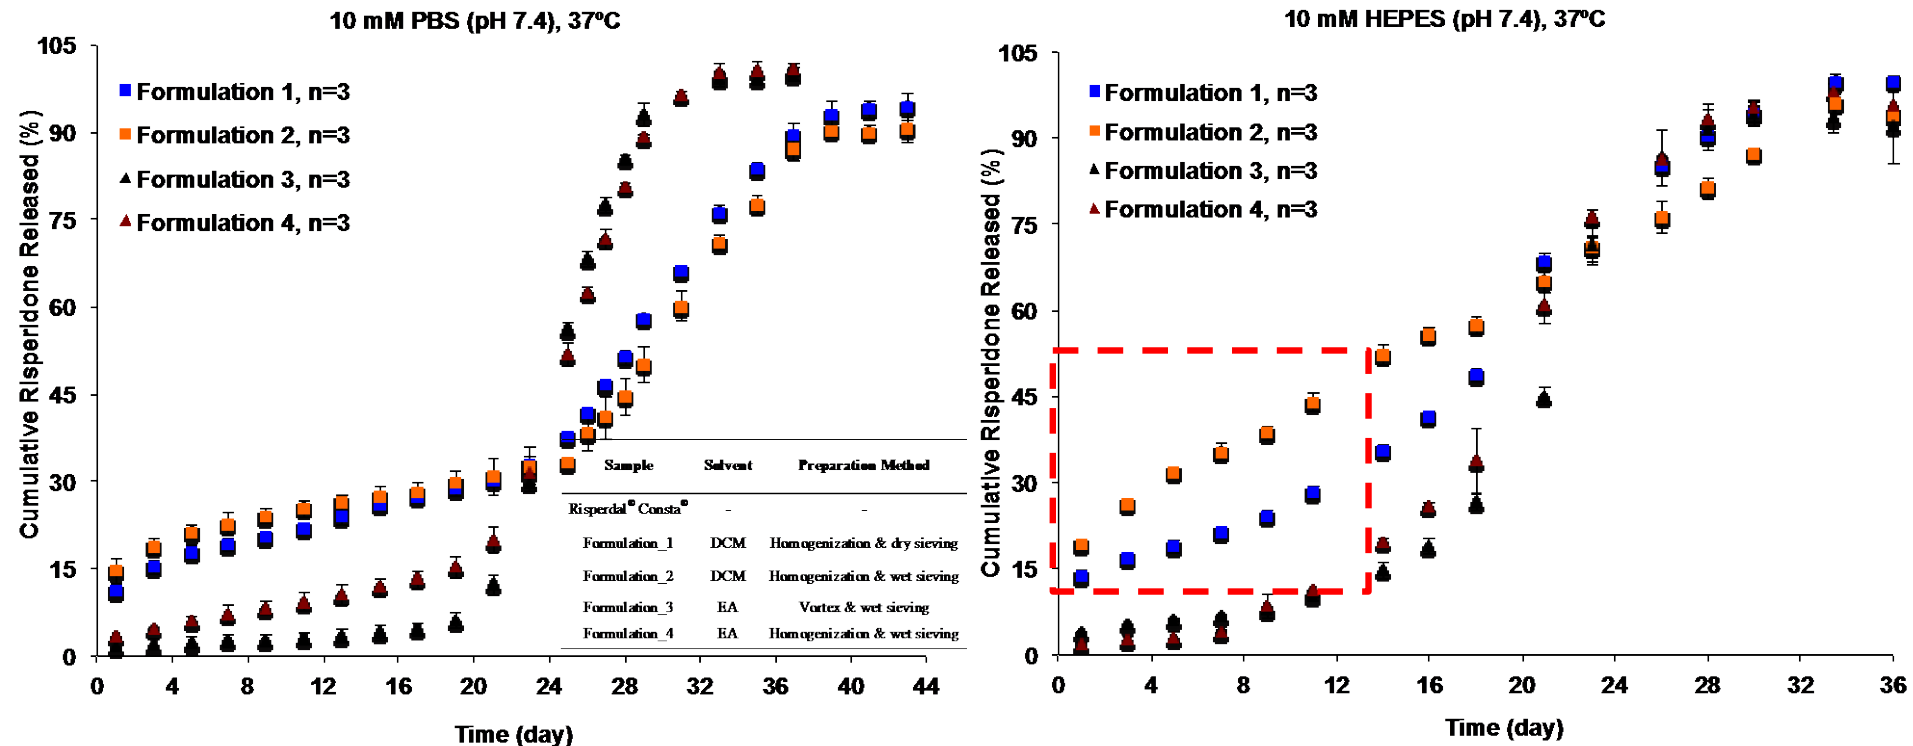 10 mM PBS (pH 7.4), 37ºC
Cumulative Risperidone Released (%)
105
90
75
60
45
30
15
0
Formulation 1, n=3
Formulation 2, n=3
Formulation 3, n=3
Formulation 4, n=3
Sample Solvent Preparation Method
Risperdal® Consta® - -
Formulation_1 DCM Homogenization & dry sieving
Formulation_2 DCM Homogenization & wet sieving
Formulation_3 EA Vortex & wet sieving
Formulation_4 EA Homogenization & wet sieving
0 4 8 12 16 20 24 28 32 36 40 44
Time (day)
10 mM HEPES (pH 7.4), 37ºC
Cumulative Risperidone Released (%)
105
90
75
60
45
30
15
0
Formulation 1, n=3
Formulation 2, n=3
Formulation 3, n=3
Formulation 4, n=3
0 4 8 12 16 20 24 28 32 36
Time (day)